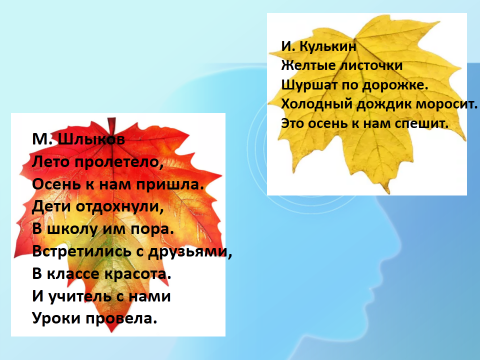 И. Кулькин
Желтые листочки
Шуршат по дорожке.
Холодный дождик моросит.
Это осень к нам спешит.
М. Шлыков
Лето пролетело,
Осень к нам пришла.
Дети отдохнули,
В школу им пора.
Встретились с друзьями,
В классе красота.
И учитель с нами
Уроки провела.